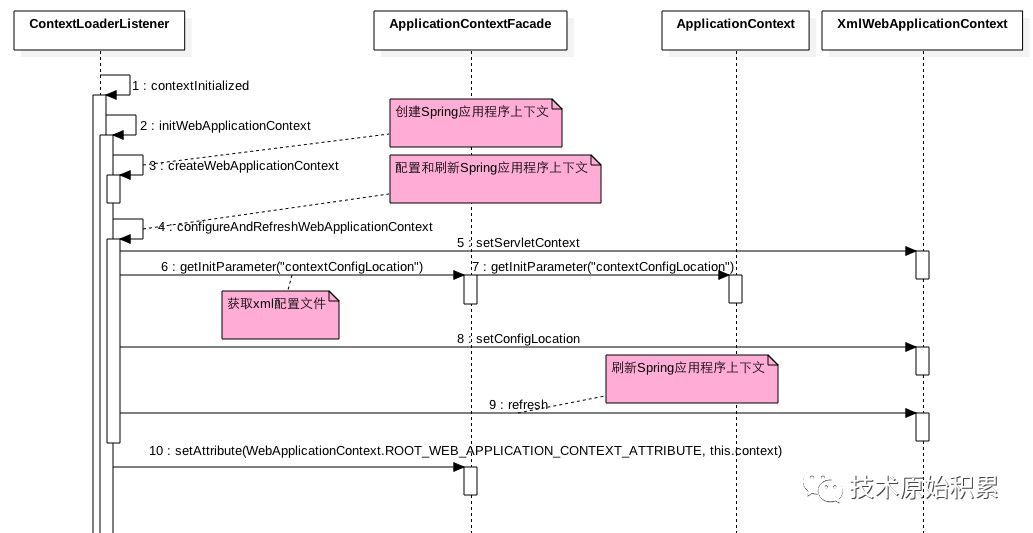 ContextLoaderListener
ApplicationContextFacade
ApplicationContext
XmlWebApplicationContext
1 : contextInitialized
创建Spring应用程序上下文
2 : initWebApplicationContext
3 : createWebApplicationContext
配置和刷新Spring应用程序上下文
4 : configureAndRefreshWebApplicationContext
5 : setServletContext
6 : getInitParameter("contextConfigLocation")
7 : getInitParameter("contextConfigLocation")
获取xml配置文件
8 : setConfigLocation
刷新Spring应用程序上下文
9 : refresh
10 : setAttribute(WebApplicationContext.ROOT_WEB_APPLICATION_CONTEXT_ATTRIBUTE, this.context)
技术原始积累